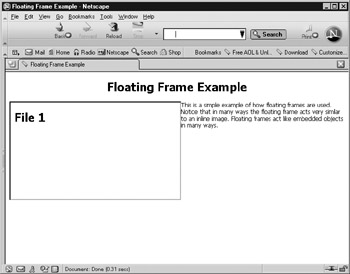 Floating Frame Example - Netscape
File Edit View Go Bookmarks Tools Window Help
Back Reload Search Print
Mail Home Radio Netscape Search Shop Bookmarks Free AOL & Unl... Download Customize...
Floating Frame Example
Floating Frame Example
File 1
This is a simple example of how floating frames are used.
Notice that in many ways the floating frame acts very similar
to an inline image. Floating frames act like embedded objects
in many ways.
Document: Done (0.31 secs)